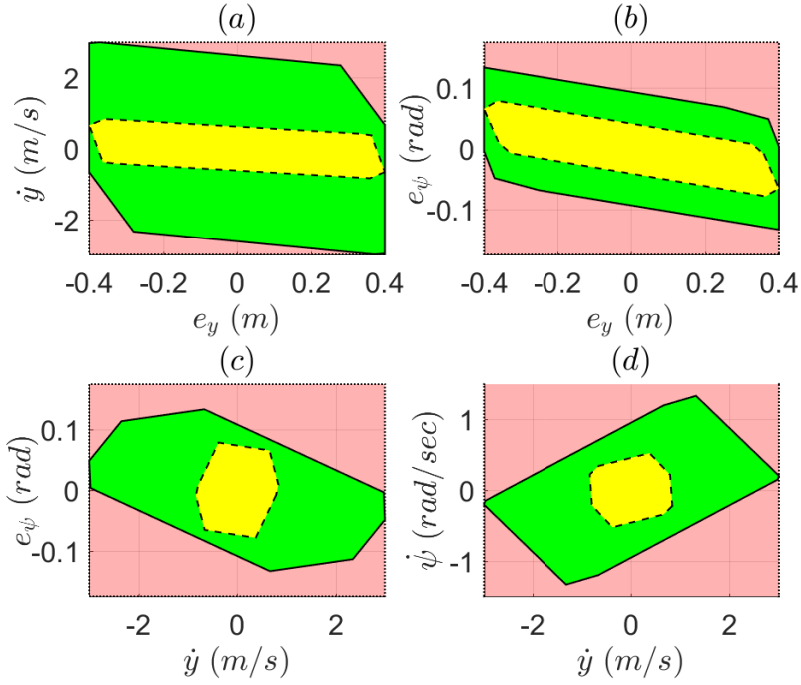 (a)
2
0
-2
ẏ (m/s)
-0.4 -0.2 0 0.2 0.4
e_y (m)
(b)
0.1
0
-0.1
e_ψ (rad)
-0.4 -0.2 0 0.2 0.4
e_y (m)
(c)
0.1
0
-0.1
e_ψ (rad)
-2 0 2
ẏ (m/s)
(d)
1
0
-1
ψ̇ (rad/sec)
-2 0 2
ẏ (m/s)